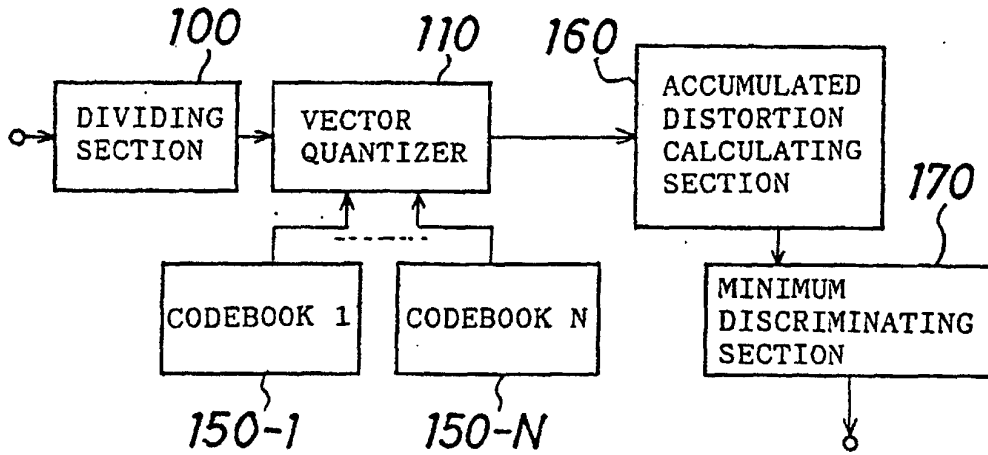 100
110
160
DIVIDING
SECTION
VECTOR
QUANTIZER
ACCUMULATED
DISTORTION
CALCULATING
SECTION
170
CODEBOOK 1
CODEBOOK N
MINIMUM
DISCRIMINATING
SECTION
150-1
150-N